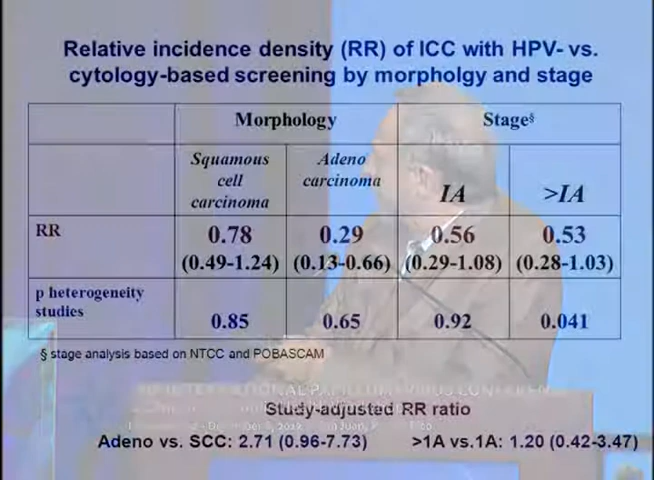 Relative incidence density (RR) of ICC with HPV- vs.
cytology-based screening by morpholgy and stage
Morphology Stage§
Squamous cell carcinoma Adeno carcinoma IA >IA
RR 0.78 0.29 0.56 0.53
(0.49-1.24) (0.13-0.66) (0.29-1.08) (0.28-1.03)
p heterogeneity
studies 0.85 0.65 0.92 0.041
§ stage analysis based on NTCC and POBASCAM
INTERNATIONAL PAPILLOMAVIRUS CONFERENCE
Study-adjusted RR ratio
Adeno vs. SCC: 2.71 (0.96-7.73) >1A vs.1A: 1.20 (0.42-3.47)